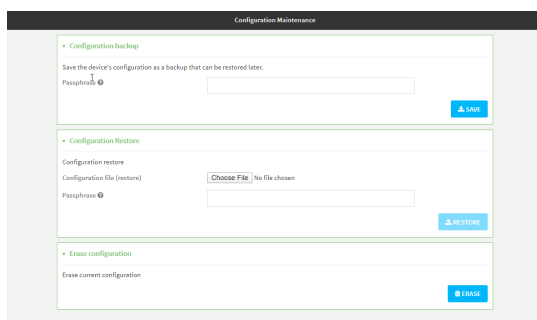 Configuration Maintenance
Configuration backup
Save the device's configuration as a backup that can be restored later.
Passphrase
SAVE
Configuration Restore
Configuration restore
Configuration file (restore)
Choose File No file chosen
Passphrase
RESTORE
Erase configuration
Erase current configuration
ERASE